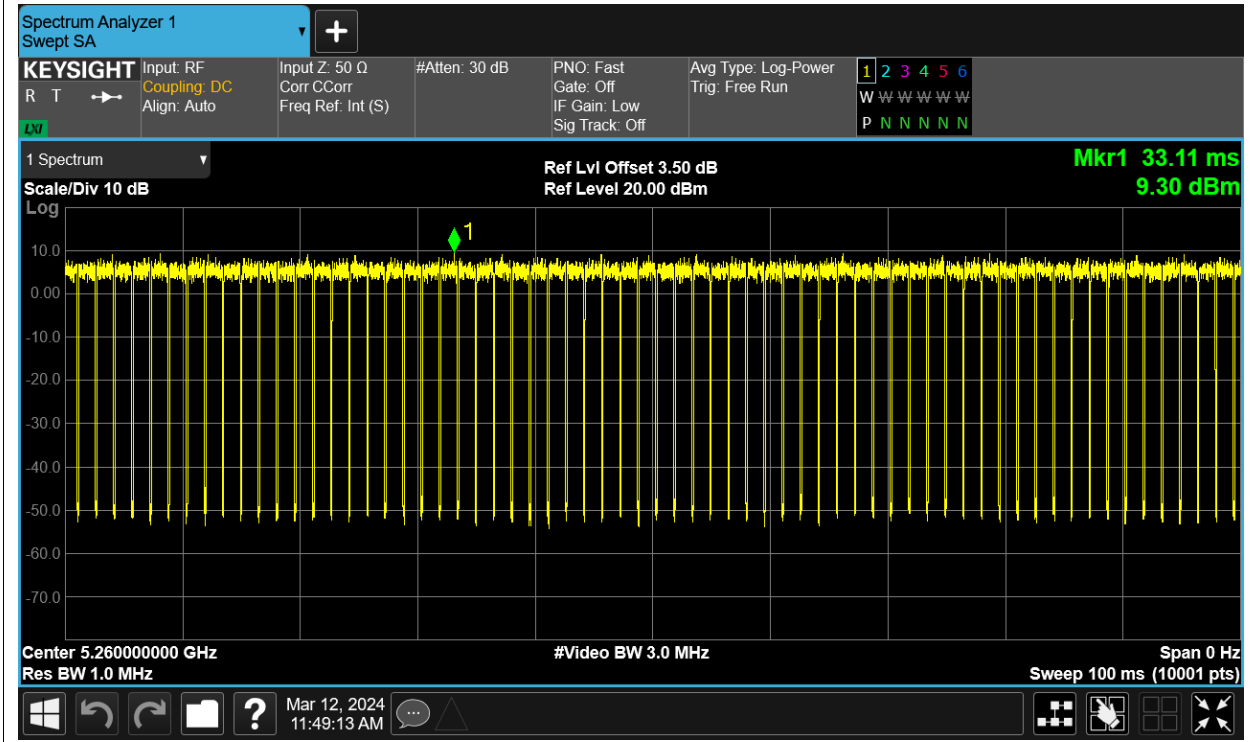 Spectrum Analyzer 1
Swept SA
KEYSIGHT
R T
LXI
Input: RF
Coupling: DC
Align: Auto
Input Z: 50 Ω
Corr CCorr
Freq Ref: Int (S)
#Atten: 30 dB
PNO: Fast
Gate: Off
IF Gain: Low
Sig Track: Off
Avg Type: Log-Power
Trig: Free Run
1 2 3 4 5 6
W W W W W W
P N N N N N
1 Spectrum
Scale/Div 10 dB
Log
Ref Lvl Offset 3.50 dB
Ref Level 20.00 dBm
Mkr1 33.11 ms
9.30 dBm
1
10.0
0.00
-10.0
-20.0
-30.0
-40.0
-50.0
-60.0
-70.0
Center 5.260000000 GHz
Res BW 1.0 MHz
#Video BW 3.0 MHz
Span 0 Hz
Sweep 100 ms (10001 pts)
?
Mar 12, 2024
11:49:13 AM